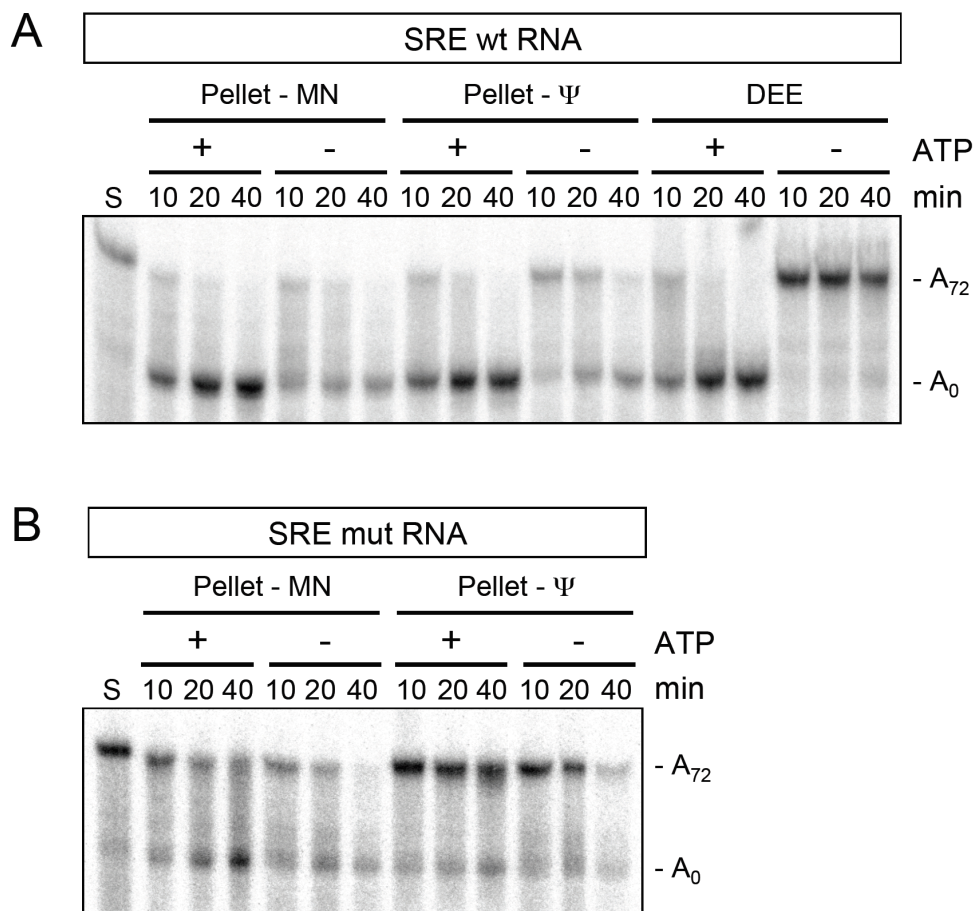 A
SRE wt RNA
Pellet - MN Pellet - Ψ DEE
+ - + - + - ATP
S 10 20 40 10 20 40 10 20 40 10 20 40 10 20 40 10 20 40 min
- A72
- A0
B
SRE mut RNA
Pellet - MN Pellet - Ψ
+ - + - ATP
S 10 20 40 10 20 40 10 20 40 10 20 40 min
- A72
- A0